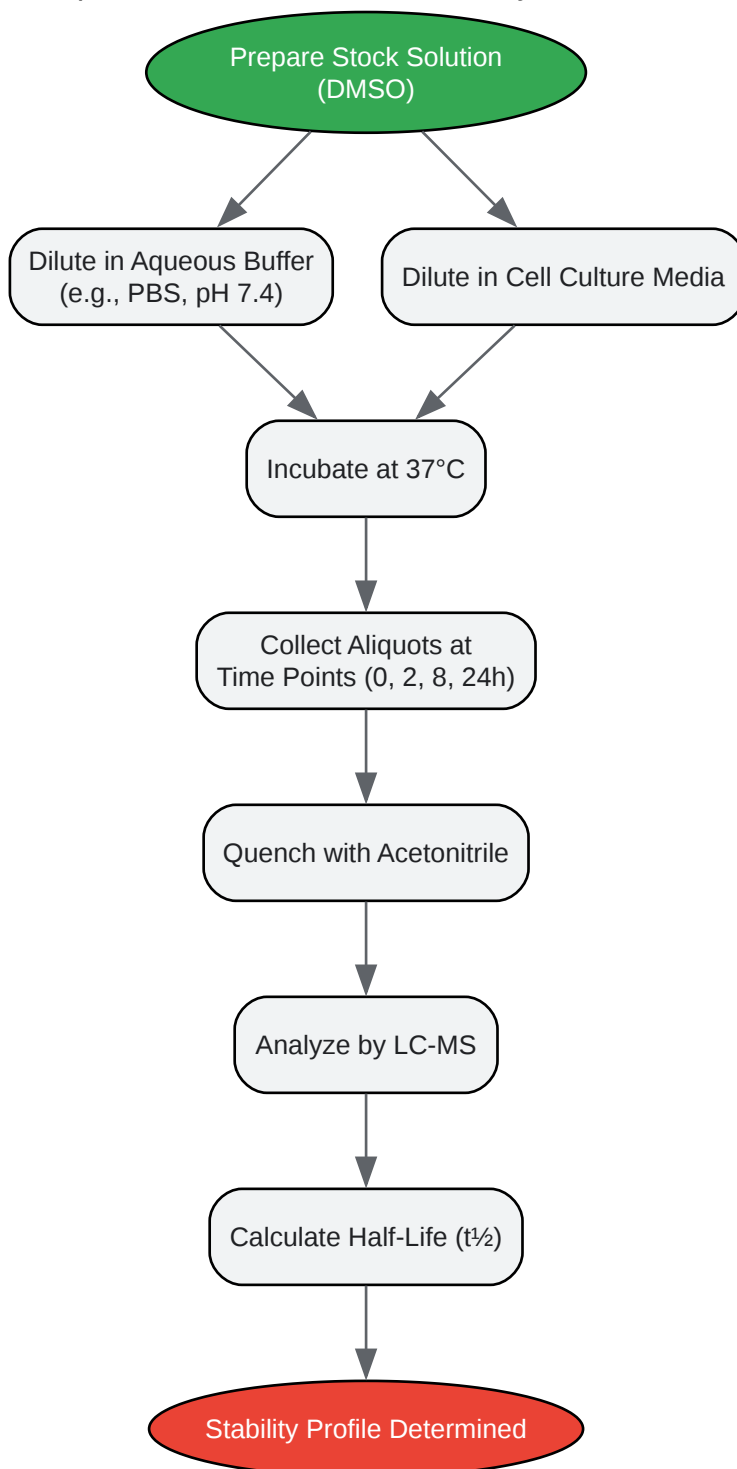 Prepare Stock Solution
(DMSO)
Dilute in Aqueous Buffer
(e.g., PBS, pH 7.4)
Dilute in Cell Culture Media
Incubate at 37°C
Collect Aliquots at
Time Points (0, 2, 8, 24h)
Quench with Acetonitrile
Analyze by LC-MS
Calculate Half-Life (t½)
Stability Profile Determined